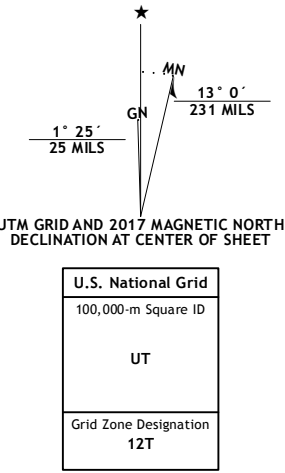 ★
MN
GN
13° 0´
231 MILS
1° 25´
25 MILS
UTM GRID AND 2017 MAGNETIC NORTH
DECLINATION AT CENTER OF SHEET
U.S. National Grid
100,000-m Square ID
UT
Grid Zone Designation
12T